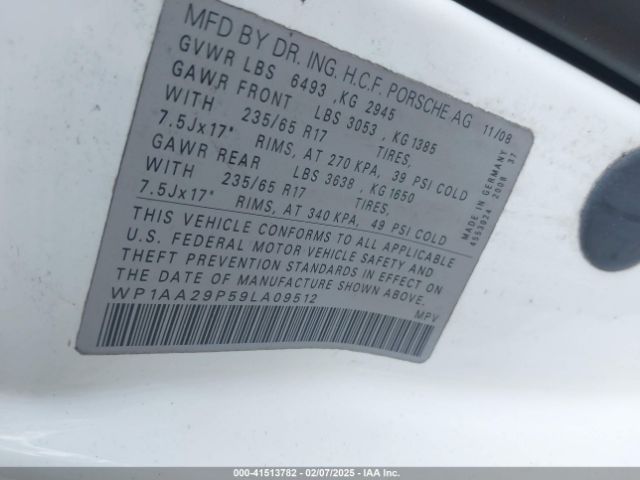 MFD BY DR. ING. H.C.F. PORSCHE AG 11/08
GVWR LBS 6493 ,KG 2945
GAWR FRONT LBS 3053 , KG 1385
WITH 235/65 R17 TIRES,
7.5Jx17" RIMS, AT 270 KPA, 39 PSI COLD
GAWR REAR LBS 3638 , KG 1650
WITH 235/65 R17 TIRES,
7.5Jx17" RIMS, AT 340 KPA, 49 PSI COLD
THIS VEHICLE CONFORMS TO ALL APPLICABLE
U.S. FEDERAL MOTOR VEHICLE SAFETY AND
THEFT PREVENTION STANDARDS IN EFFECT ON
THE DATE OF MANUFACTURE SHOWN ABOVE.
WP1AA29P59LA09512 MPV
MADE IN GERMANY
4553024 2008 37
00-41513782 - 02/07/2025 - IAA Inc.